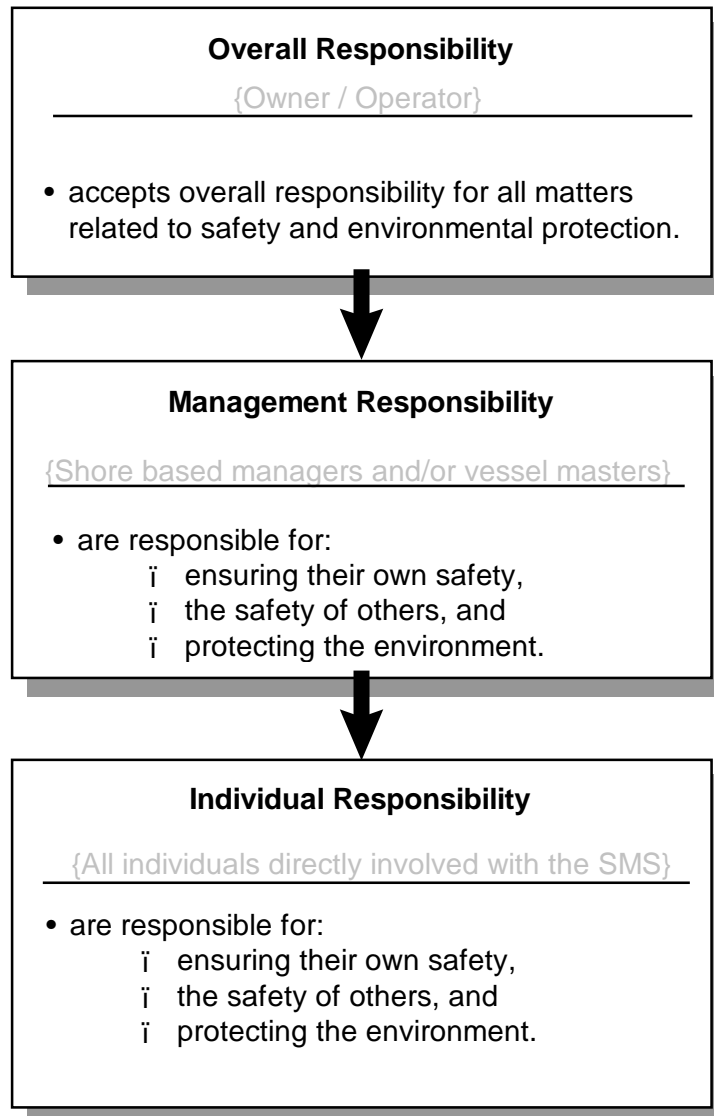 Overall Responsibility
{Owner / Operator}
• accepts overall responsibility for all matters
related to safety and environmental protection.
Management Responsibility
{Shore based managers and/or vessel masters}
• are responsible for:
ï ensuring their own safety,
ï the safety of others, and
ï protecting the environment.
Individual Responsibility
{All individuals directly involved with the SMS}
• are responsible for:
ï ensuring their own safety,
ï the safety of others, and
ï protecting the environment.